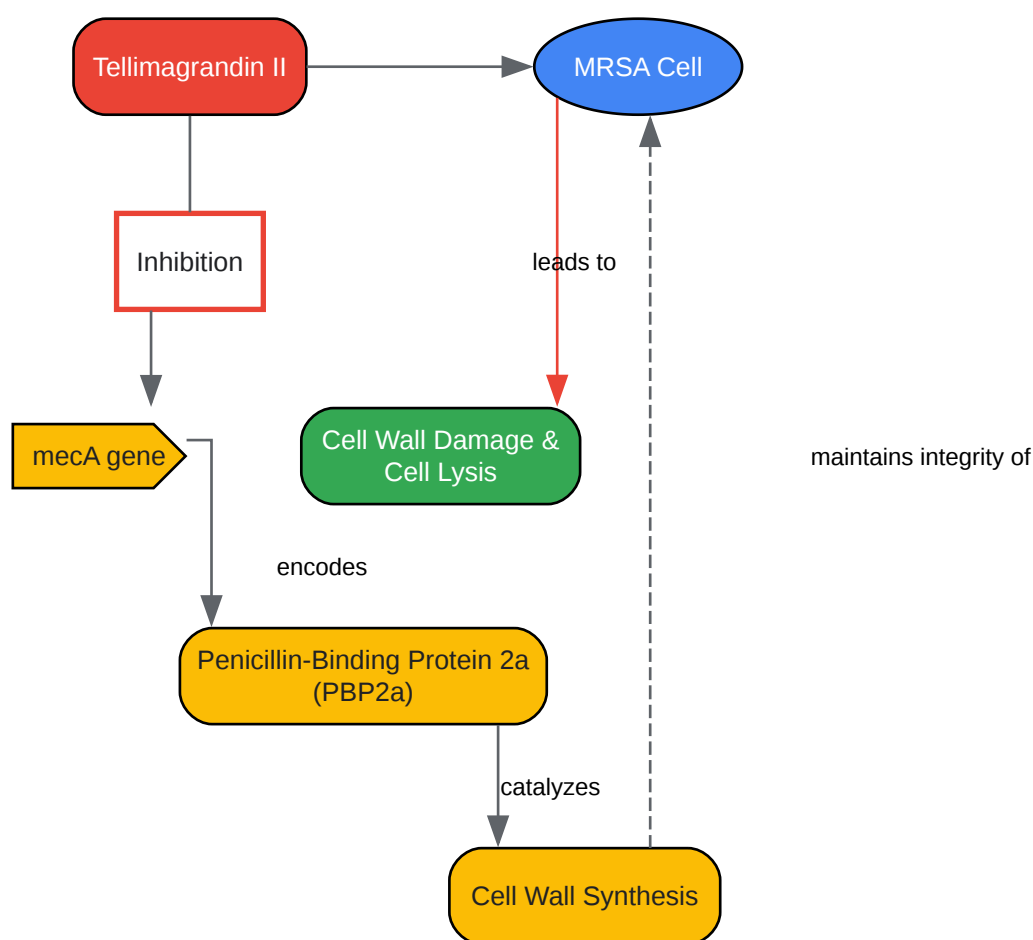 Tellimagrandin II
MRSA Cell
Inhibition
leads to
mecA gene
Cell Wall Damage &
Cell Lysis
maintains integrity of
encodes
Penicillin-Binding Protein 2a
(PBP2a)
catalyzes
Cell Wall Synthesis